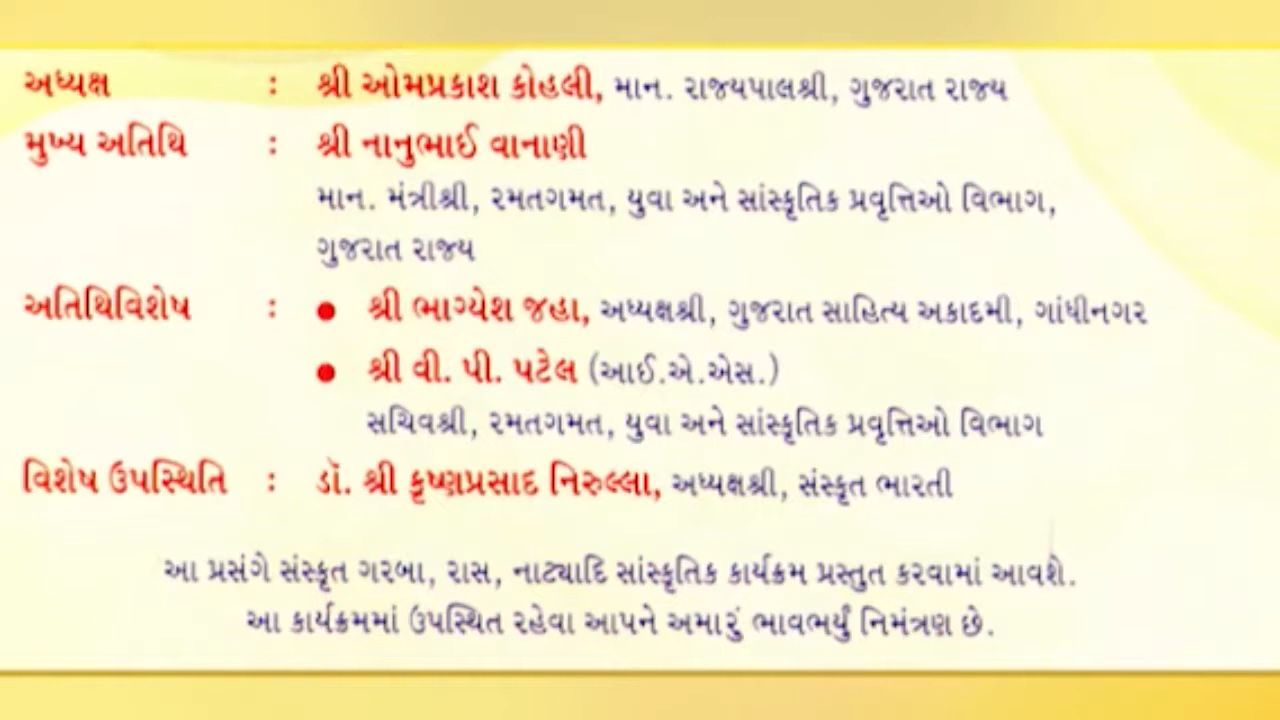 અધ્યક્ષ : શ્રી ઓમપ્રકાશ કોહલી, માન. રાજ્યપાલશ્રી, ગુજરાત રાજ્ય
મુખ્ય અતિથિ : શ્રી નાનુભાઈ વાનાણી
માન. મંત્રીશ્રી, રમતગમત, યુવા અને સાંસ્કૃતિક પ્રવૃત્તિઓ વિભાગ,
ગુજરાત રાજ્ય
અતિથિવિશેષ : ● શ્રી ભાગ્યેશ જહા, અધ્યક્ષશ્રી, ગુજરાત સાહિત્ય અકાદમી, ગાંધીનગર
● શ્રી વી. પી. પટેલ (આઈ.એ.એસ.)
સચિવશ્રી, રમતગમત, યુવા અને સાંસ્કૃતિક પ્રવૃત્તિઓ વિભાગ
વિશેષ ઉપસ્થિતિ : ડૉ. શ્રી કૃષ્ણપ્રસાદ નિરુલ્લા, અધ્યક્ષશ્રી, સંસ્કૃત ભારતી
આ પ્રસંગે સંસ્કૃત ગરબા, રાસ, નાટ્યાદિ સાંસ્કૃતિક કાર્યક્રમ પ્રસ્તુત કરવામાં આવશે.
આ કાર્યક્રમમાં ઉપસ્થિત રહેવા આપને અમારું ભાવભર્યું નિમંત્રણ છે.